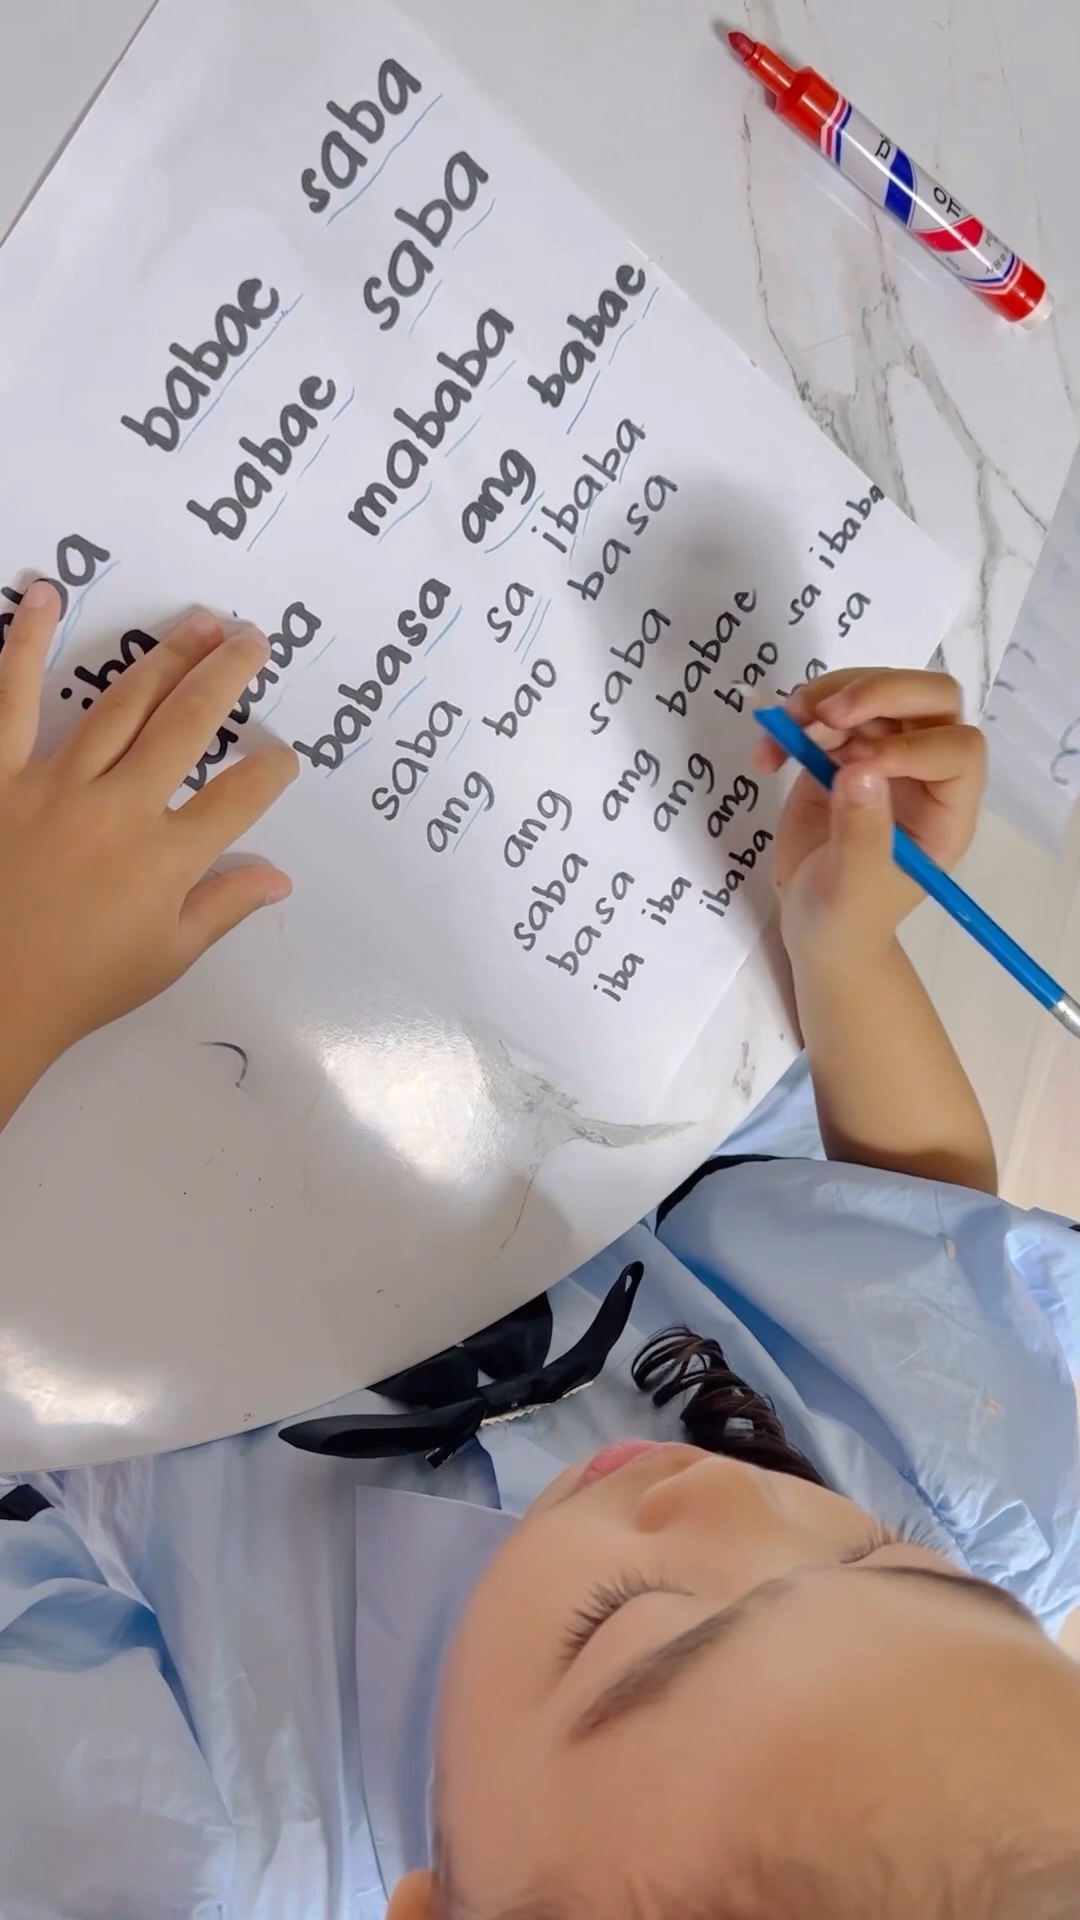 babae saba
iba babae saba
mababa
babasa ang babae
saba sa ibaba
ang bao basa
ang saba
saba ang babae
basa ang bao sa ibaba
iba iba ang sa
ibaba